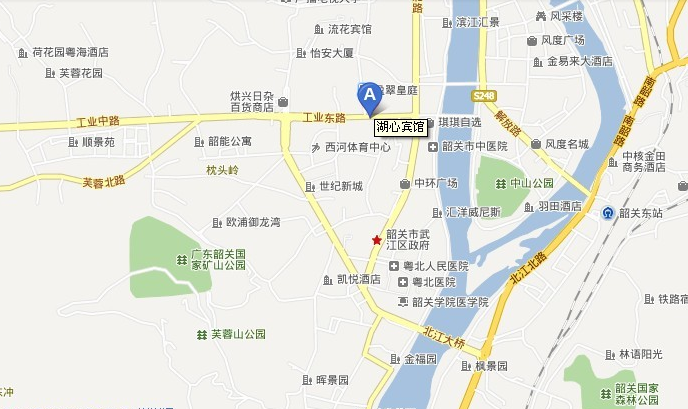 流花宾馆
滨江汇景
风采楼
风度广场
荷花园粤海酒店
怡安大厦
金易来大酒店
芙蓉花园
路
翠皇庭
A
S248
南韶路
烘兴日杂
百货商店
工业中路
工业东路
湖心宾馆
琪琪自选
解放路
南韶路
顺景苑
韶能公寓
西河体育中心
韶关市中医院
风度名城
中核金田
商务酒店
枕头岭
芙蓉北路
世纪新城
中环广场
中山公园
欧浦御龙湾
汇洋威尼斯
羽田酒店
韶关东站
韶关市武
江区政府
广东韶关国
家矿山公园
粤北人民医院
北江北路
凯悦酒店
粤北医院
韶关学院医学院
铁路
芙蓉山公园
北江大桥
金福园
枫景园
林语阳光
晖景园
韶关国家
森林公园
东冲